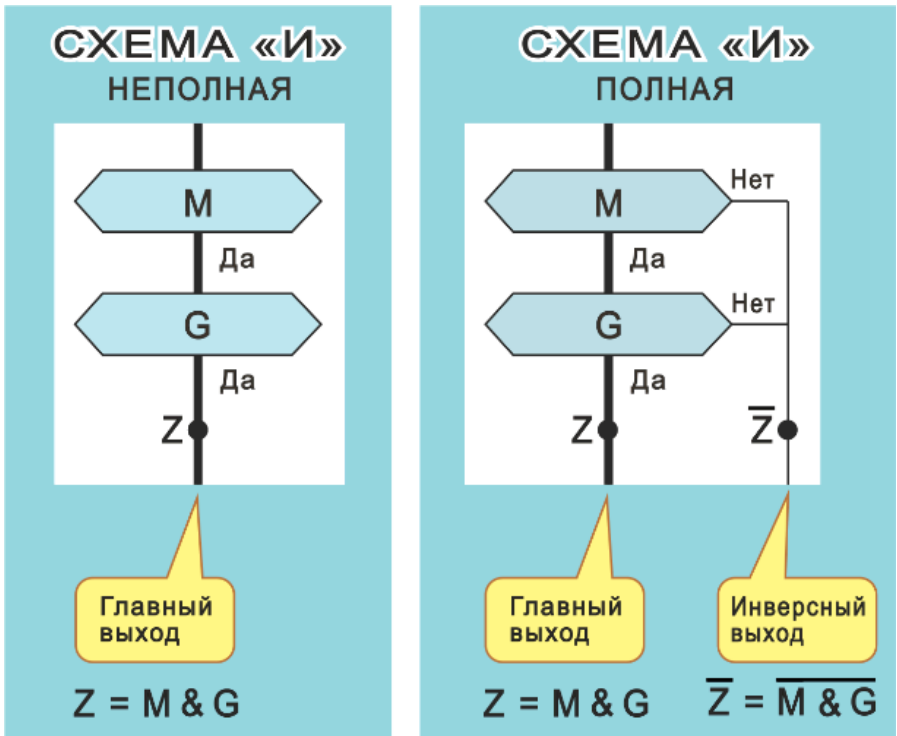 СХЕМА «И»
НЕПОЛНАЯ
M
Да
G
Да
Z
Главный
выход
Z = M & G
СХЕМА «И»
ПОЛНАЯ
M
Нет
Да
G
Нет
Да
Z
Z̅
Главный
выход
Инверсный
выход
Z = M & G
Z̅ = M̅ ̅&̅ ̅G̅